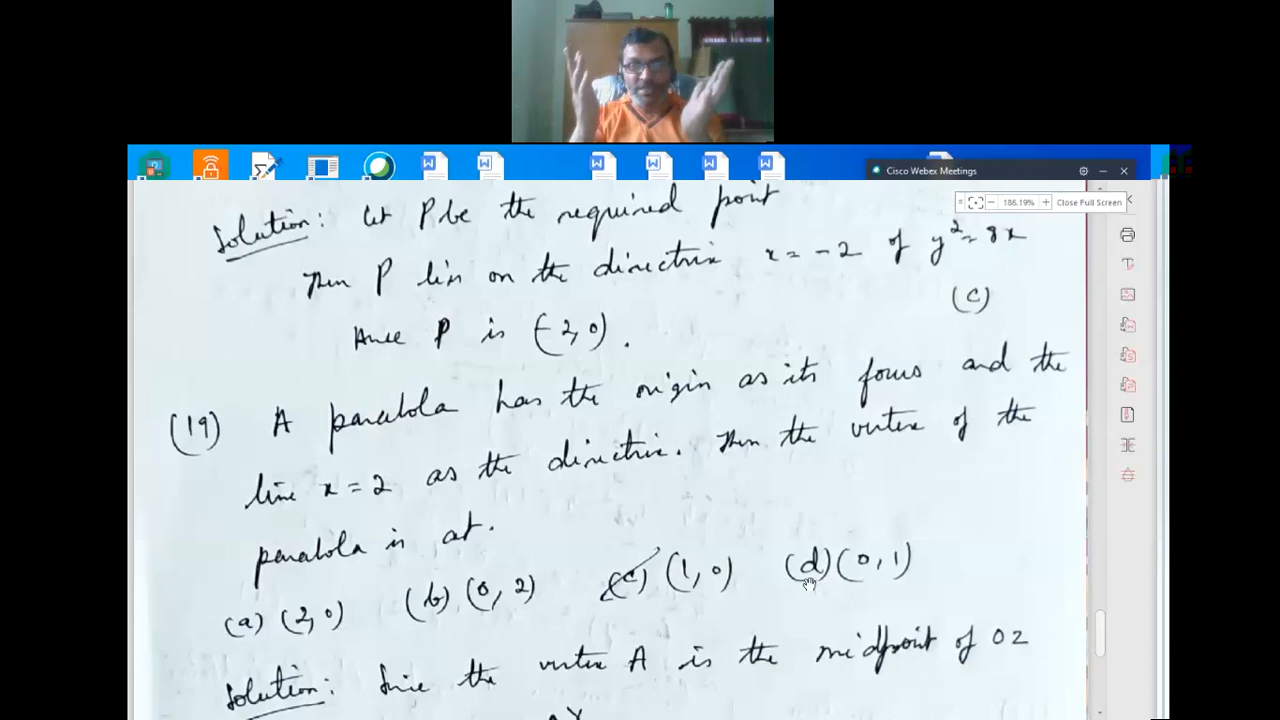 Cisco Webex Meetings
186.19%
Close Full Screen
Solution: Let P be the required point
Then P lies on the directrix x = -2 of y² = 8x
Hence P is (-2, 0). (c)
(19) A parabola has the origin as its focus and the
line x = 2 as the directrix. Then the vertex of the
parabola is at.
(a) (2, 0) (b) (0, 2) (c) (1, 0) (d) (0, 1)
Solution: Since the vertex A is the midpoint of OZ